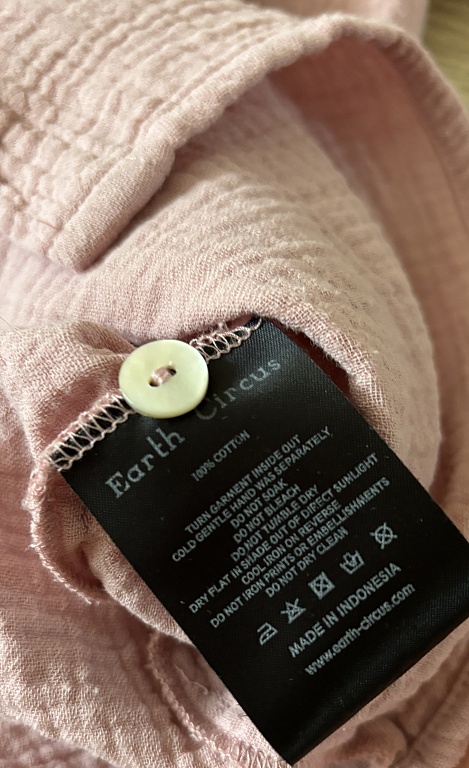 Earth Circus
100% COTTON
TURN GARMENT INSIDE OUT
COLD GENTLE HAND WAS SEPARATELY
DO NOT SOAK
DO NOT BLEACH
DO NOT TUMBLE DRY
DRY FLAT IN SHADE OUT OF DIRECT SUNLIGHT
COOL IRON ON REVERSE
DO NOT IRON PRINTS OR EMBELLISHMENTS
DO NOT DRY CLEAN
MADE IN INDONESIA
www.earth-circus.com